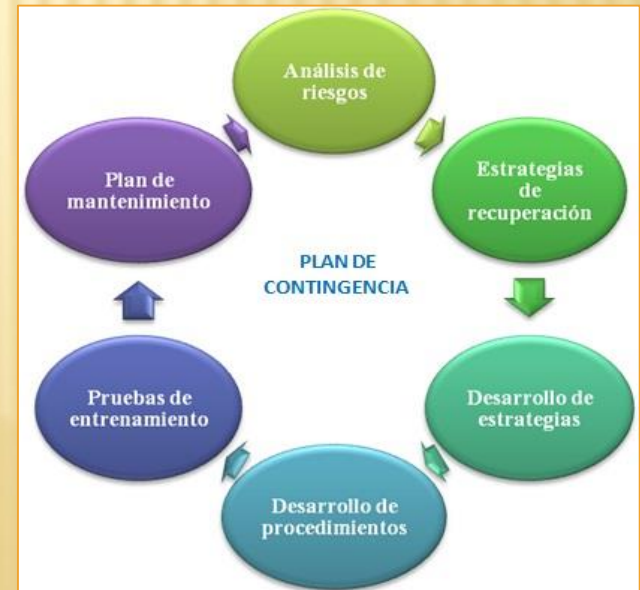 Análisis de
riesgos
Estrategias
de
recuperación
Desarrollo de
estrategias
Desarrollo de
procedimientos
Pruebas de
entrenamiento
Plan de
mantenimiento
PLAN DE
CONTINGENCIA